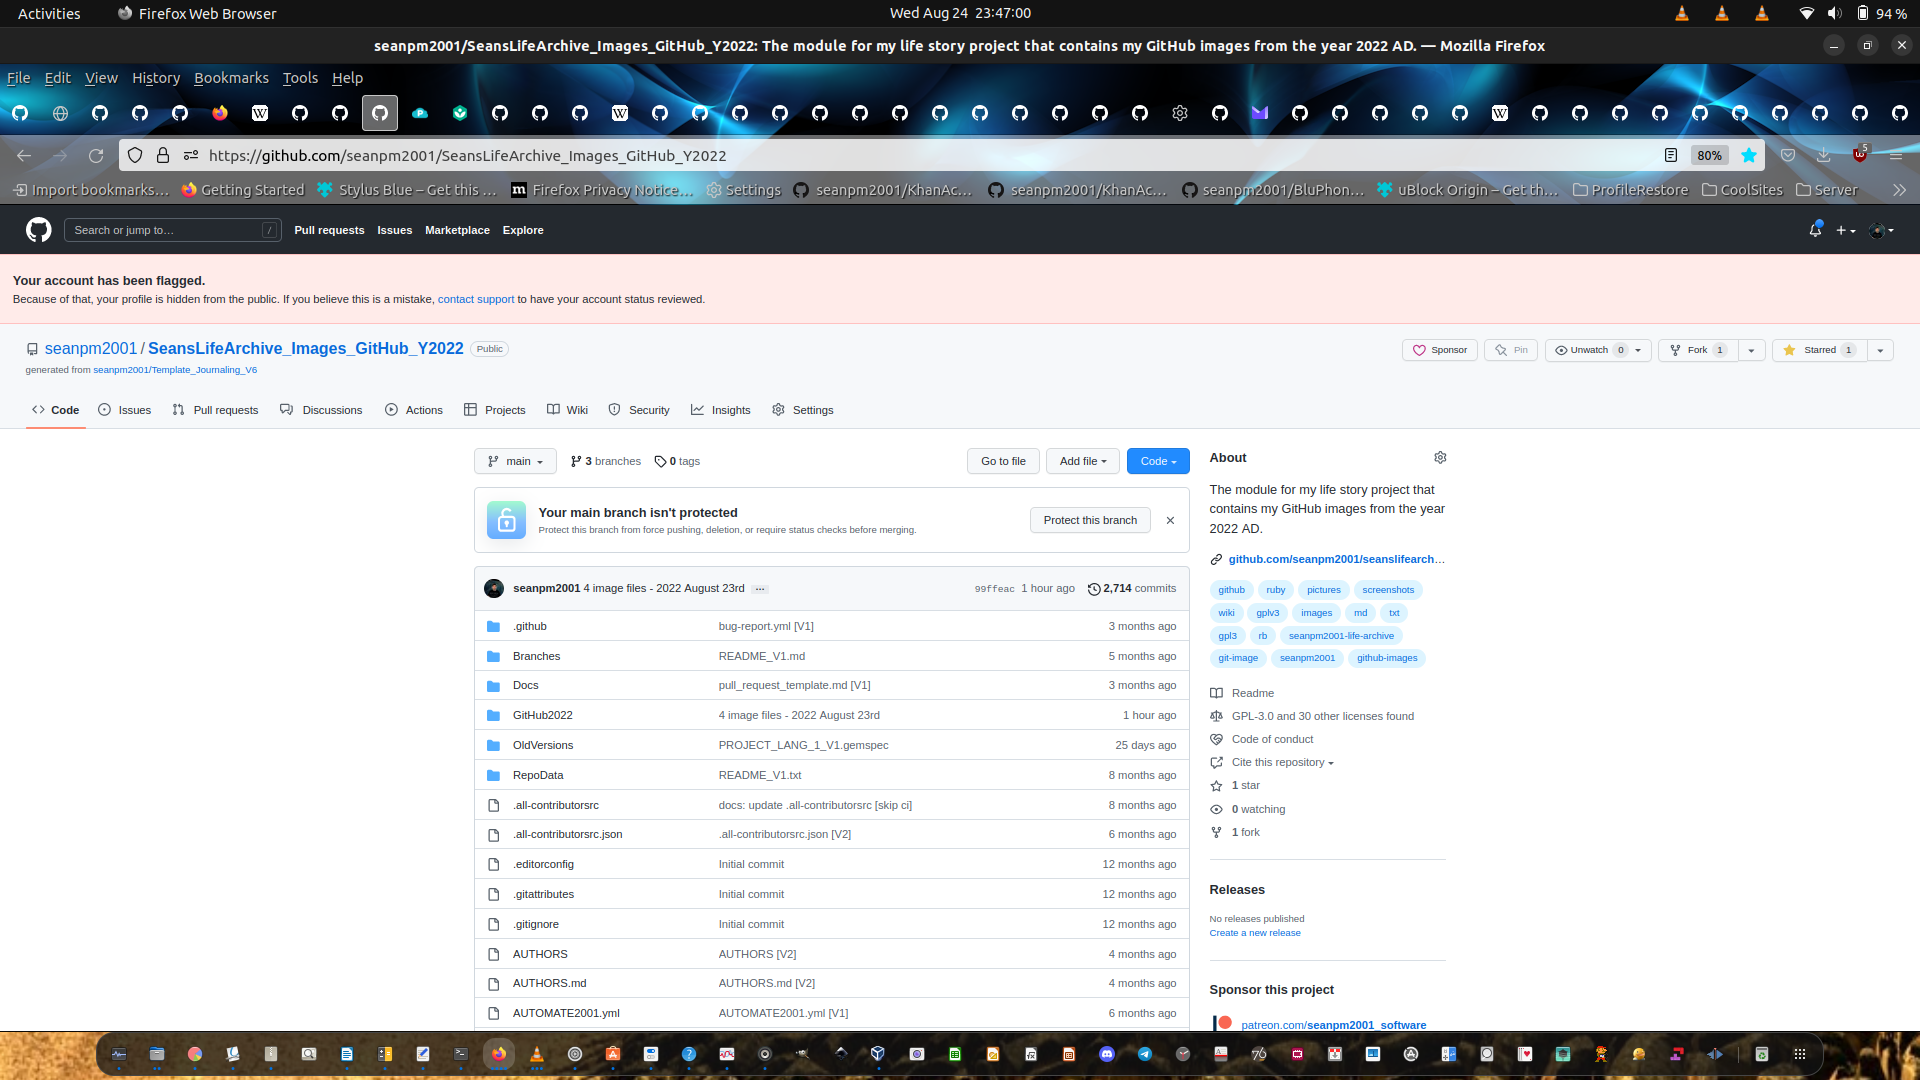 Activities Firefox Web Browser Wed Aug 24 23:47:00 94 %
seanpm2001/SeansLifeArchive_Images_GitHub_Y2022: The module for my life story project that contains my GitHub images from the year 2022 AD. — Mozilla Firefox
File Edit View History Bookmarks Tools Help
https://github.com/seanpm2001/SeansLifeArchive_Images_GitHub_Y2022 80% 5
Import bookmarks… Getting Started Stylus Blue – Get this … Firefox Privacy Notice… Settings seanpm2001/KhanAc… seanpm2001/KhanAc… seanpm2001/BluPhon… uBlock Origin – Get th… ProfileRestore CoolSites Server
Search or jump to… / Pull requests Issues Marketplace Explore
Your account has been flagged.
Because of that, your profile is hidden from the public. If you believe this is a mistake, contact support to have your account status reviewed.
seanpm2001 / SeansLifeArchive_Images_GitHub_Y2022 Public Sponsor Pin Unwatch 0 Fork 1 Starred 1
generated from seanpm2001/Template_Journaling_V6
Code Issues Pull requests Discussions Actions Projects Wiki Security Insights Settings
main 3 branches 0 tags Go to file Add file Code
Your main branch isn't protected
Protect this branch from force pushing, deletion, or require status checks before merging.
Protect this branch
seanpm2001 4 image files - 2022 August 23rd ... 99ffeac 1 hour ago 2,714 commits
.github bug-report.yml [V1] 3 months ago
Branches README_V1.md 5 months ago
Docs pull_request_template.md [V1] 3 months ago
GitHub2022 4 image files - 2022 August 23rd 1 hour ago
OldVersions PROJECT_LANG_1_V1.gemspec 25 days ago
RepoData README_V1.txt 8 months ago
.all-contributorsrc docs: update .all-contributorsrc [skip ci] 8 months ago
.all-contributorsrc.json .all-contributorsrc.json [V2] 6 months ago
.editorconfig Initial commit 12 months ago
.gitattributes Initial commit 12 months ago
.gitignore Initial commit 12 months ago
AUTHORS AUTHORS [V2] 4 months ago
AUTHORS.md AUTHORS.md [V2] 4 months ago
AUTOMATE2001.yml AUTOMATE2001.yml [V1] 6 months ago
About
The module for my life story project that
contains my GitHub images from the year
2022 AD.
github.com/seanpm2001/seanslifearch…
github ruby pictures screenshots
wiki gplv3 images md txt
gpl3 rb seanpm2001-life-archive
git-image seanpm2001 github-images
Readme
GPL-3.0 and 30 other licenses found
Code of conduct
Cite this repository
1 star
0 watching
1 fork
Releases
No releases published
Create a new release
Sponsor this project
patreon.com/seanpm2001_software